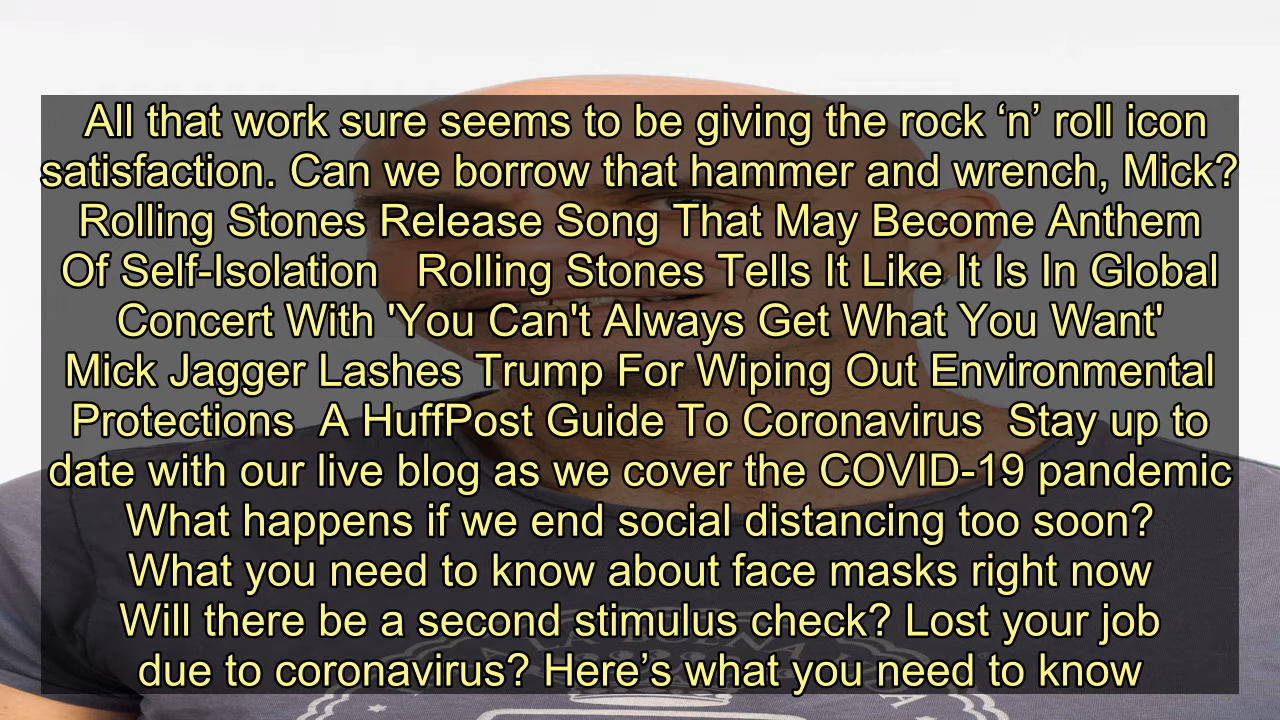 All that work sure seems to be giving the rock ‘n’ roll icon
satisfaction. Can we borrow that hammer and wrench, Mick?
Rolling Stones Release Song That May Become Anthem
Of Self-Isolation   Rolling Stones Tells It Like It Is In Global
Concert With 'You Can't Always Get What You Want'
Mick Jagger Lashes Trump For Wiping Out Environmental
Protections  A HuffPost Guide To Coronavirus  Stay up to
date with our live blog as we cover the COVID-19 pandemic
What happens if we end social distancing too soon?
What you need to know about face masks right now
Will there be a second stimulus check? Lost your job
due to coronavirus? Here’s what you need to know